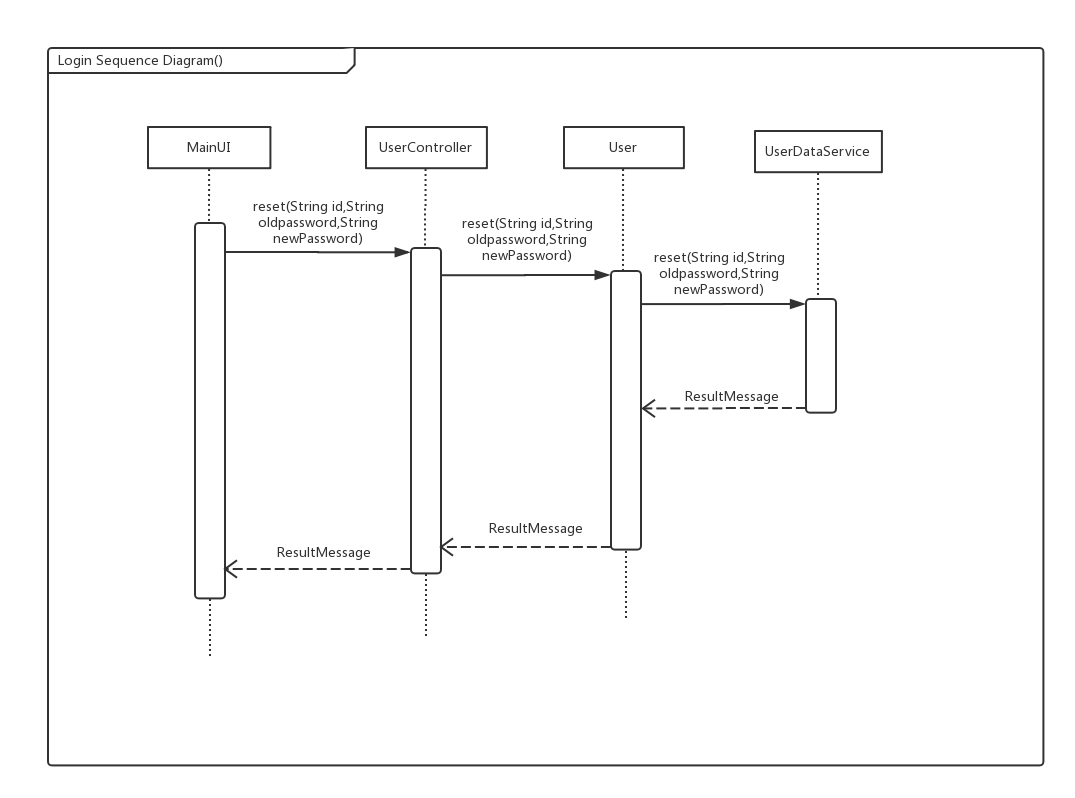 Login Sequence Diagram()
MainUI
UserController
User
UserDataService
reset(String id,String
oldpassword,String
newPassword)
reset(String id,String
oldpassword,String
newPassword)
reset(String id,String
oldpassword,String
newPassword)
ResultMessage
ResultMessage
ResultMessage